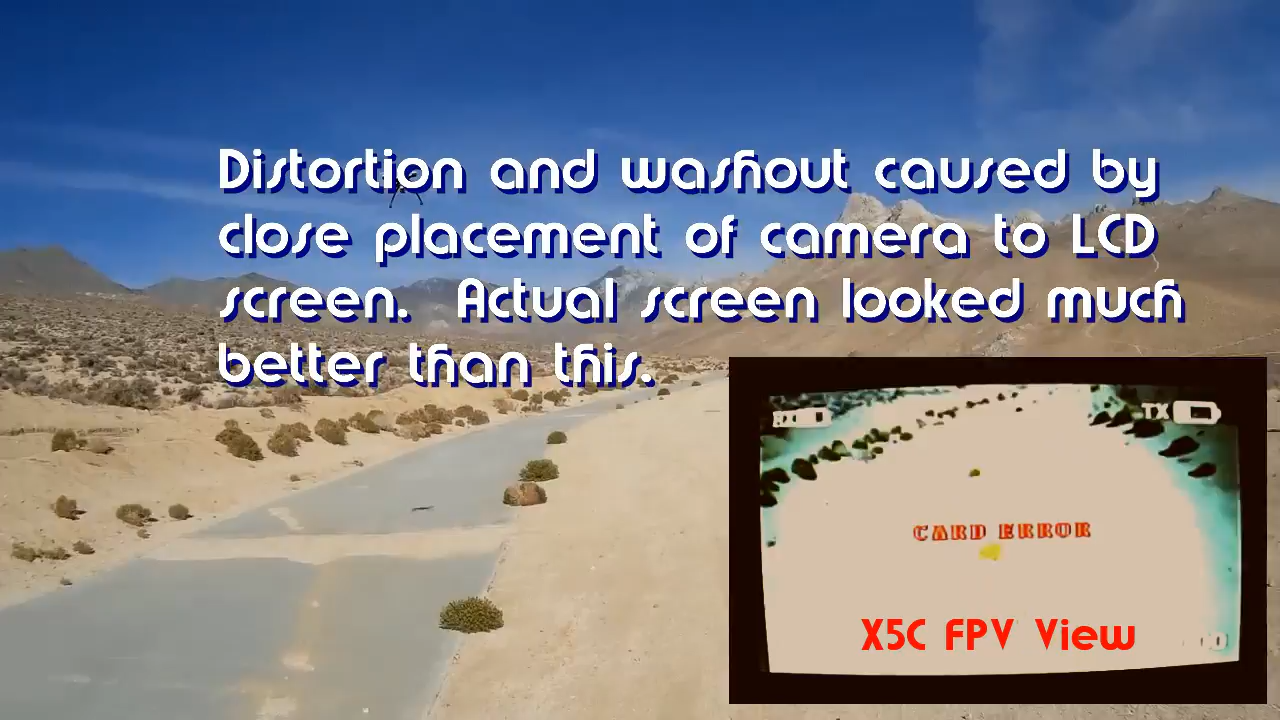 Distortion and washout caused by
close placement of camera to LCD
screen. Actual screen looked much
better than this.
TX
CARD ERROR
X5C FPV View